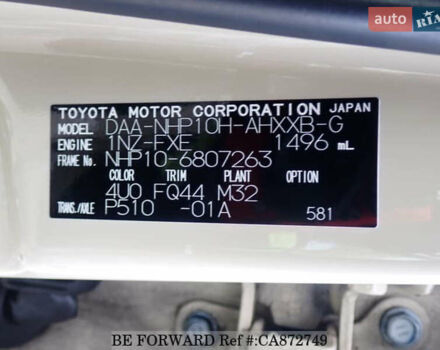 AUTO RIA
TOYOTA MOTOR CORPORATION JAPAN
MODEL DAA-NHP10H-AHXXB-G
ENGINE 1NZ-FXE 1496 mL
FRAME No. NHP10-6807263
COLOR TRIM PLANT OPTION
4U0 FQ44 M32
TRANS./AXLE P510 -01A 581
BE FORWARD Ref#:CA872749